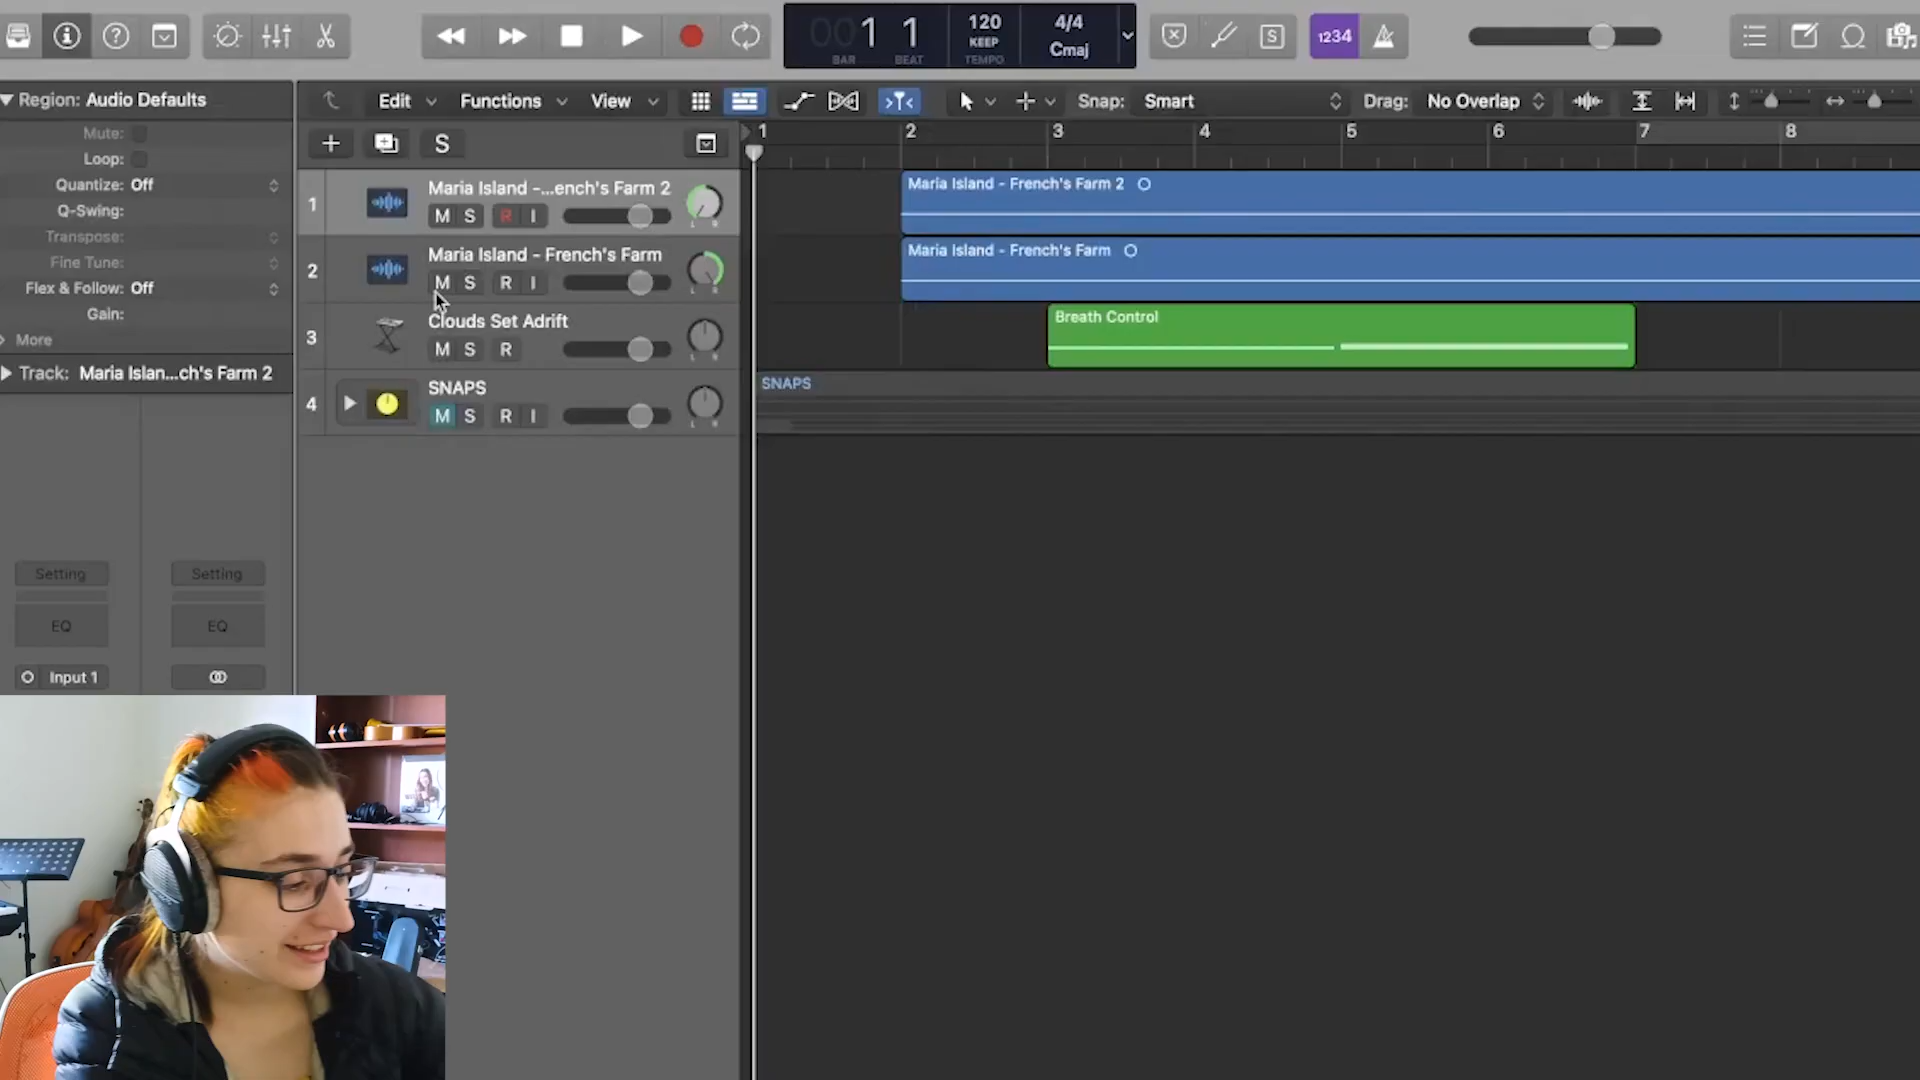 1 1
BAR BEAT
120
KEEP
TEMPO
4/4
Cmaj
S
1234
Region: Audio Defaults
Mute:
Loop:
Quantize: Off
Q-Swing:
Transpose:
Fine Tune:
Flex & Follow: Off
Gain:
More
Track: Maria Islan...ch's Farm 2
Setting
Setting
EQ
EQ
Input 1
Edit
Functions
View
Snap: Smart
Drag: No Overlap
S
1 2 3 4 5 6 7 8
1
Maria Island -...ench's Farm 2
M S R I
L R
2
Maria Island - French's Farm
M S R I
L R
3
Clouds Set Adrift
M S R
L R
4
SNAPS
M S R I
L R
Maria Island - French's Farm 2
Maria Island - French's Farm
Breath Control
SNAPS